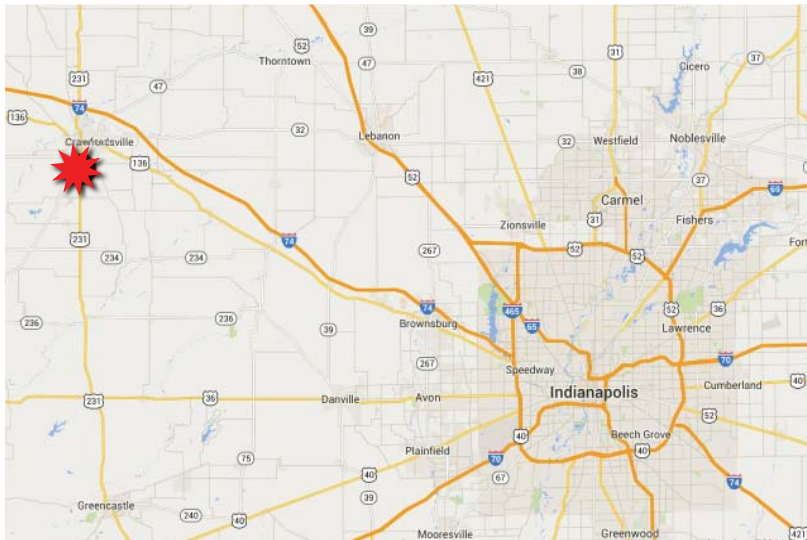 39
52
31
Thorntown
Cicero
37
231
47
421
38
74
47
136
32
Lebanon
Westfield
32
Noblesville
Crawfordsville
136
52
37
69
Carmel
31
Fishers
Zionsville
231
234
234
74
267
52
52
Fort
74
465
52
36
236
236
39
Brownsburg
65
Lawrence
267
Speedway
70
Indianapolis
Cumberland
40
231
36
Danville
Avon
52
40
Beech Grove
Plainfield
40
75
70
40
67
74
39
Greencastle
240
40
Mooresville
Greenwood
421